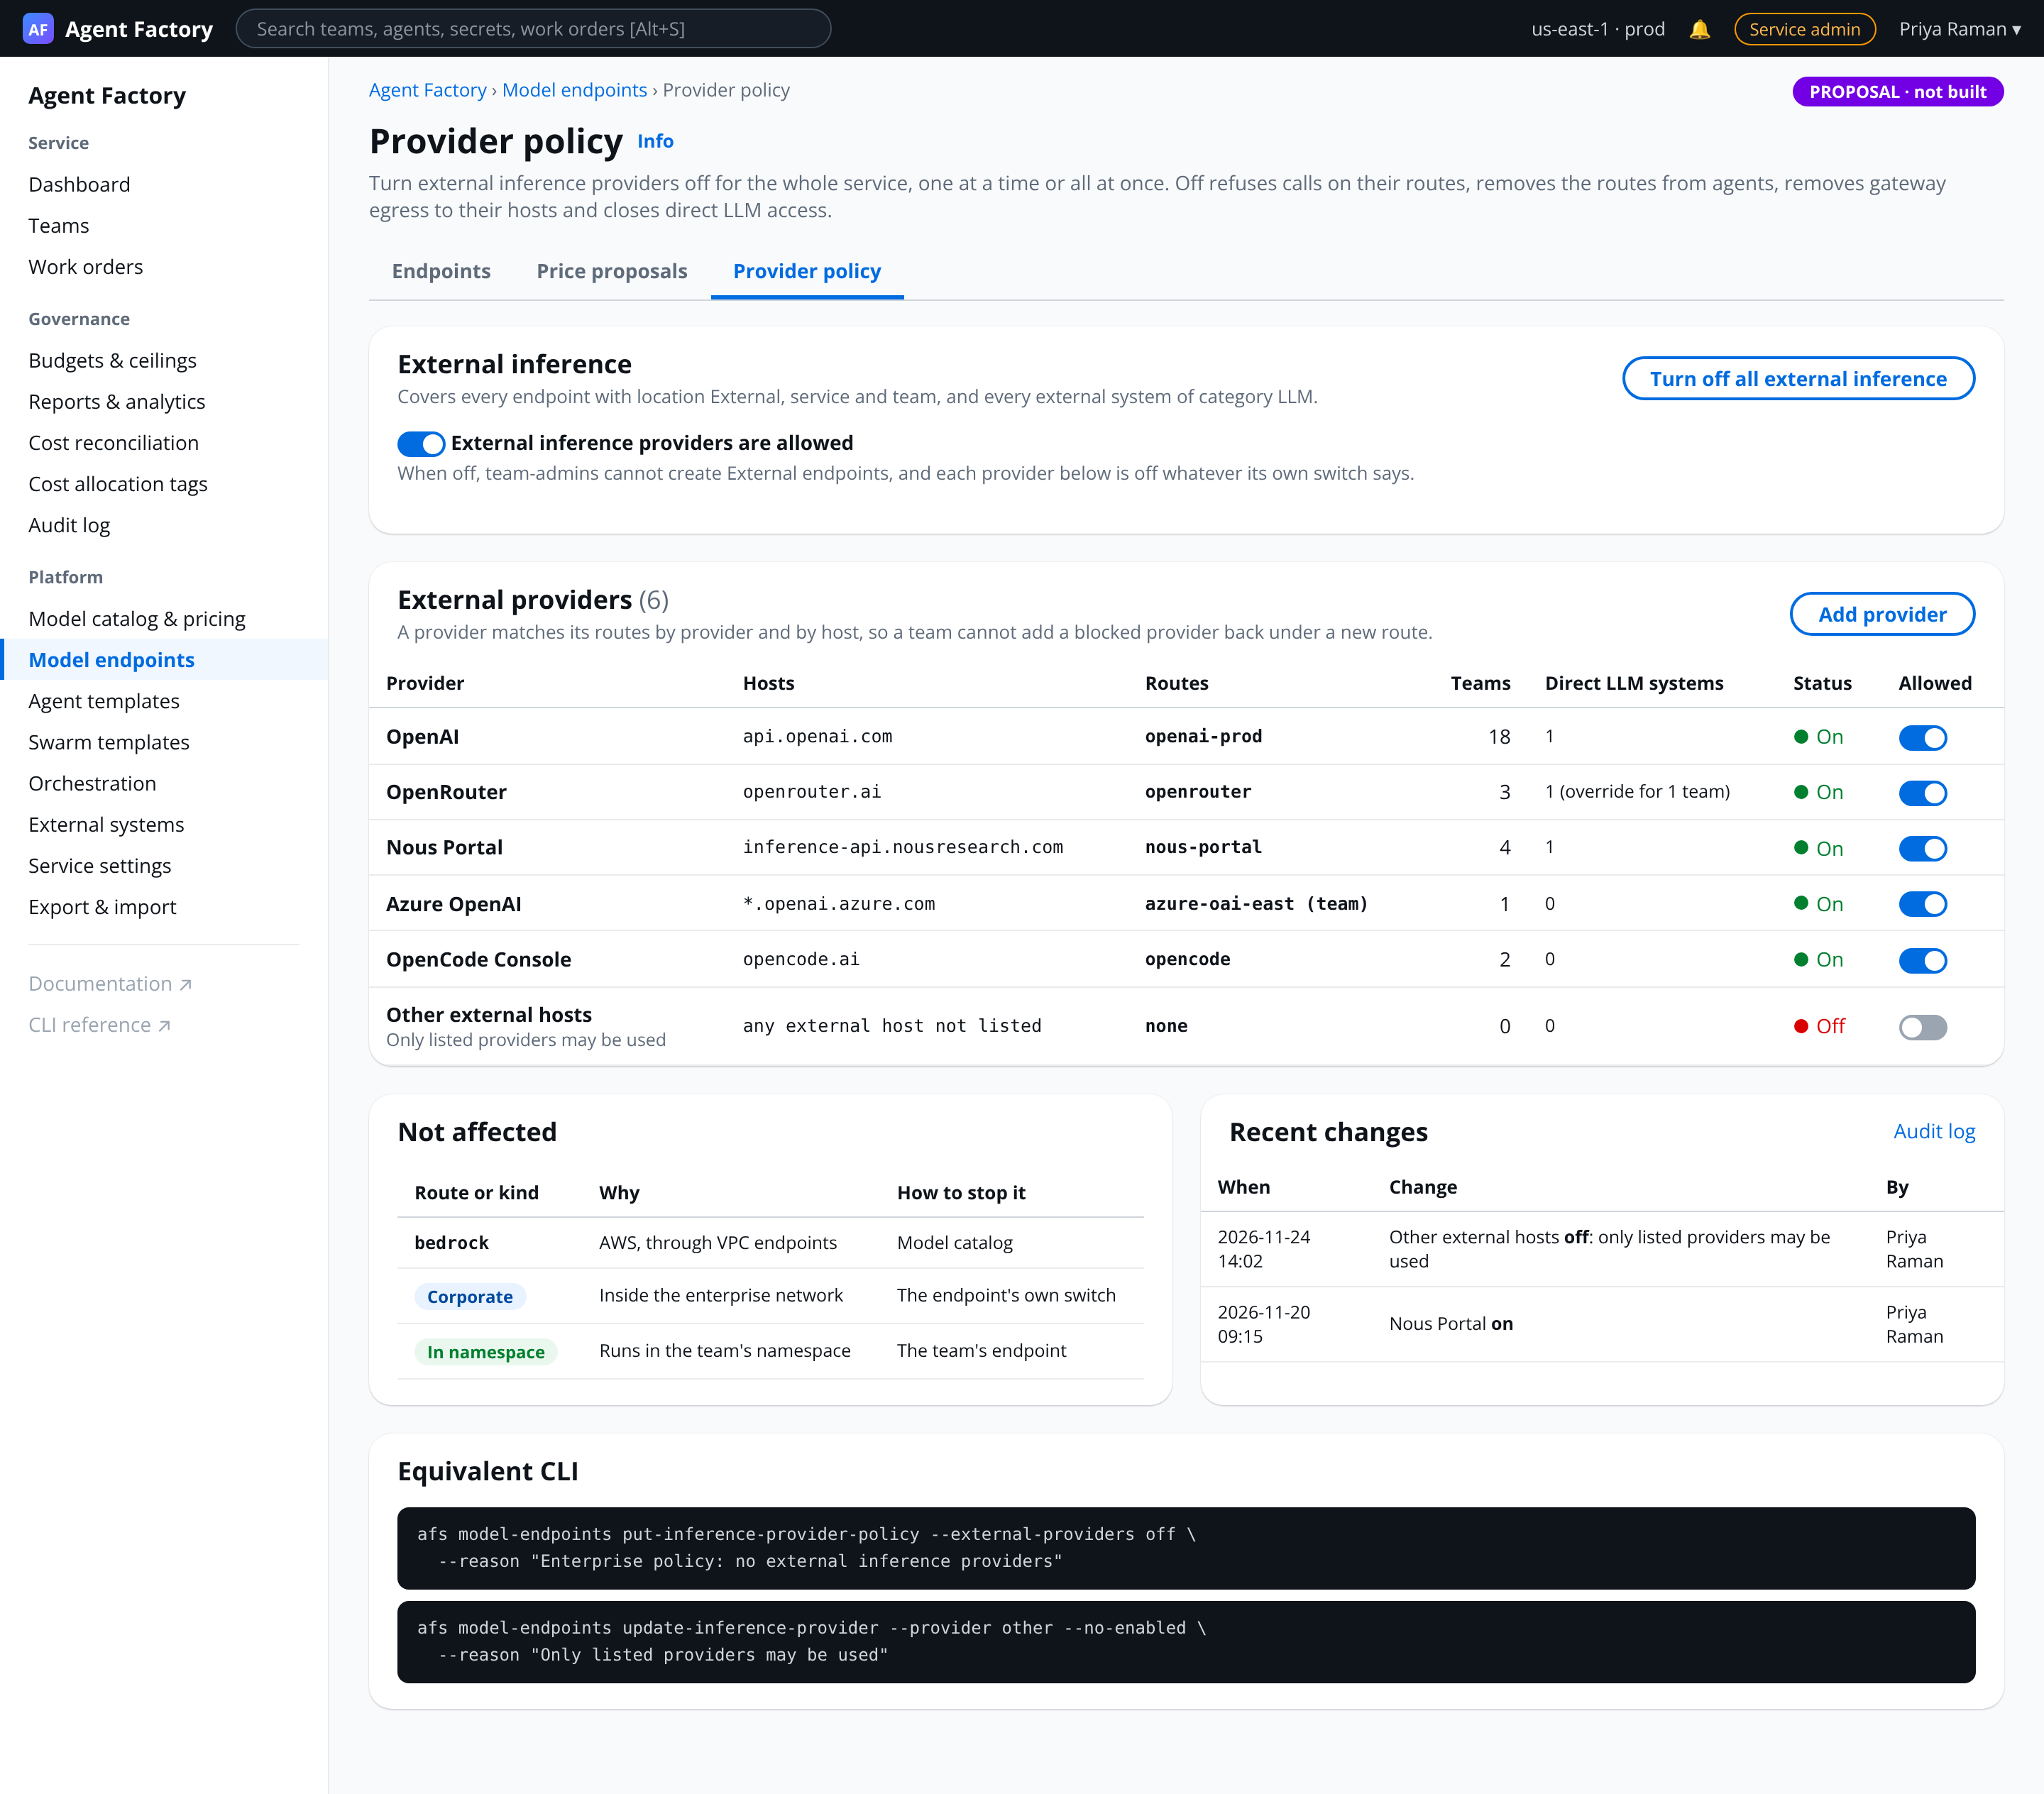 AF Agent Factory
Search teams, agents, secrets, work orders [Alt+S]
us-east-1 · prod
🔔
Service admin
Priya Raman ▾
Agent Factory
Service
Dashboard
Teams
Work orders
Governance
Budgets & ceilings
Reports & analytics
Cost reconciliation
Cost allocation tags
Audit log
Platform
Model catalog & pricing
Model endpoints
Agent templates
Swarm templates
Orchestration
External systems
Service settings
Export & import
Documentation ↗
CLI reference ↗
Agent Factory › Model endpoints › Provider policy
PROPOSAL · not built
Provider policy Info
Turn external inference providers off for the whole service, one at a time or all at once. Off refuses calls on their routes, removes the routes from agents, removes gateway
egress to their hosts and closes direct LLM access.
Endpoints Price proposals Provider policy
External inference
Covers every endpoint with location External, service and team, and every external system of category LLM.
Turn off all external inference
External inference providers are allowed
When off, team-admins cannot create External endpoints, and each provider below is off whatever its own switch says.
External providers (6)
A provider matches its routes by provider and by host, so a team cannot add a blocked provider back under a new route.
Add provider
Provider Hosts Routes Teams Direct LLM systems Status Allowed
OpenAI api.openai.com openai-prod 18 1 On
OpenRouter openrouter.ai openrouter 3 1 (override for 1 team) On
Nous Portal inference-api.nousresearch.com nous-portal 4 1 On
Azure OpenAI *.openai.azure.com azure-oai-east (team) 1 0 On
OpenCode Console opencode.ai opencode 2 0 On
Other external hosts any external host not listed none 0 0 Off
Only listed providers may be used
Not affected
Route or kind Why How to stop it
bedrock AWS, through VPC endpoints Model catalog
Corporate Inside the enterprise network The endpoint's own switch
In namespace Runs in the team's namespace The team's endpoint
Recent changes
Audit log
When Change By
2026-11-24 Other external hosts off: only listed providers may be Priya
14:02 used Raman
2026-11-20 Nous Portal on Priya
09:15 Raman
Equivalent CLI
afs model-endpoints put-inference-provider-policy --external-providers off \
--reason "Enterprise policy: no external inference providers"
afs model-endpoints update-inference-provider --provider other --no-enabled \
--reason "Only listed providers may be used"